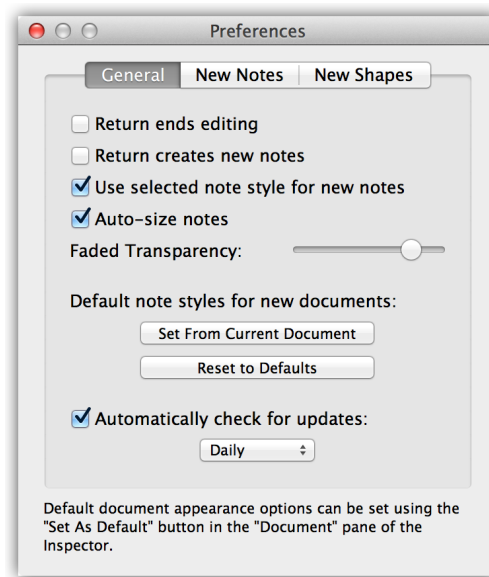 Preferences
General New Notes New Shapes
Return ends editing
Return creates new notes
Use selected note style for new notes
Auto-size notes
Faded Transparency:
Default note styles for new documents:
Set From Current Document
Reset to Defaults
Automatically check for updates:
Daily
Default document appearance options can be set using the
"Set As Default" button in the "Document" pane of the
Inspector.